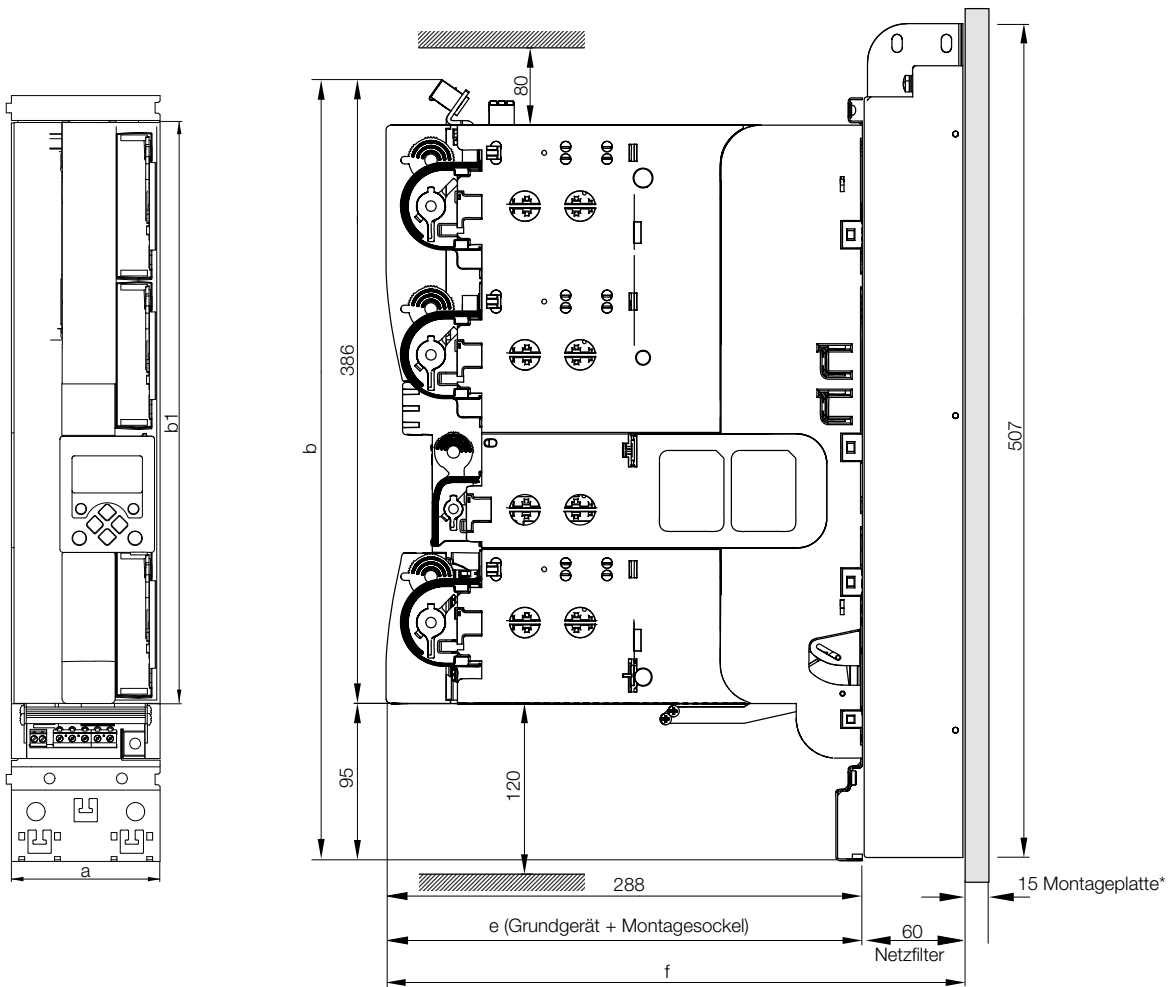 80
b1
386
b
507
95
120
a
288
15 Montageplatte*
e (Grundgerät + Montagesockel)
60
Netzfilter
f